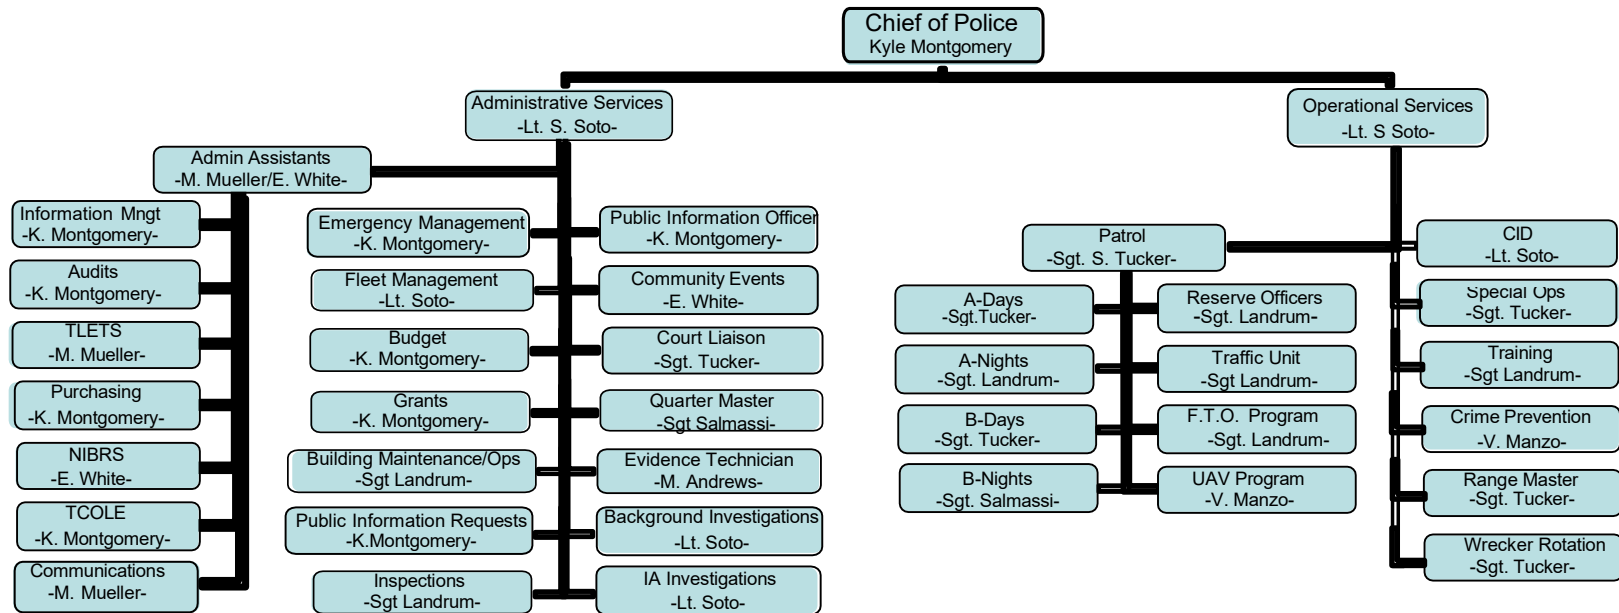 Chief of Police
Kyle Montgomery
Administrative Services
-Lt. S. Soto-
Operational Services
-Lt. S Soto-
Admin Assistants
-M. Mueller/E. White-
Information Mngt
-K. Montgomery-
Audits
-K. Montgomery-
TLETS
-M. Mueller-
Purchasing
-K. Montgomery-
NIBRS
-E. White-
TCOLE
-K. Montgomery-
Communications
-M. Mueller-
Emergency Management
-K. Montgomery-
Fleet Management
-Lt. Soto-
Budget
-K. Montgomery-
Grants
-K. Montgomery-
Building Maintenance/Ops
-Sgt Landrum-
Public Information Requests
-K.Montgomery-
Inspections
-Sgt Landrum-
Public Information Officer
-K. Montgomery-
Community Events
-E. White-
Court Liaison
-Sgt. Tucker-
Quarter Master
-Sgt Salmassi-
Evidence Technician
-M. Andrews-
Background Investigations
-Lt. Soto-
IA Investigations
-Lt. Soto-
Patrol
-Sgt. S. Tucker-
A-Days
-Sgt.Tucker-
A-Nights
-Sgt. Landrum-
B-Days
-Sgt. Tucker-
B-Nights
-Sgt. Salmassi-
Reserve Officers
-Sgt. Landrum-
Traffic Unit
-Sgt Landrum-
F.T.O. Program
-Sgt. Landrum-
UAV Program
-V. Manzo-
CID
-Lt. Soto-
Special Ops
-Sgt. Tucker-
Training
-Sgt Landrum-
Crime Prevention
-V. Manzo-
Range Master
-Sgt. Tucker-
Wrecker Rotation
-Sgt. Tucker-